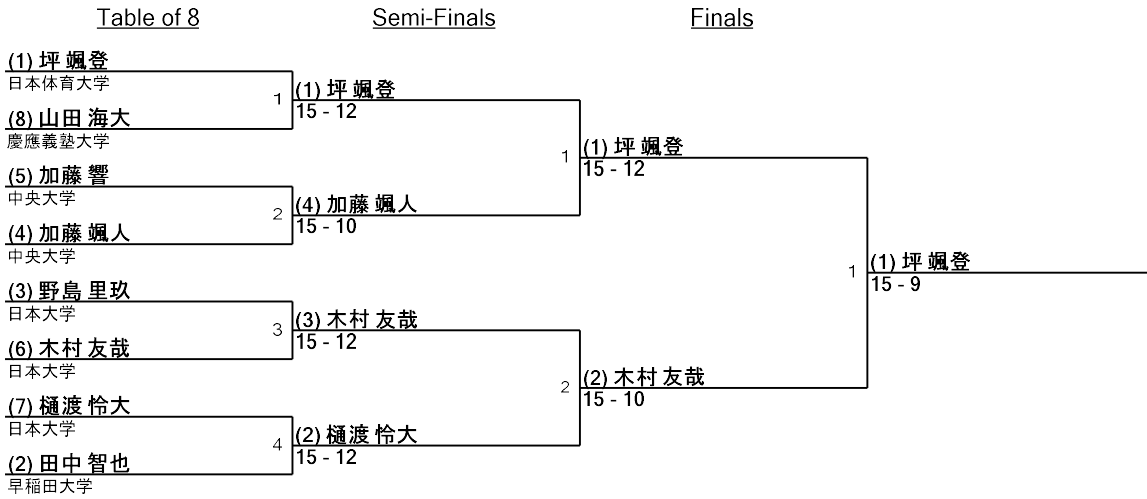 Table of 8
Semi-Finals
Finals
(1) 坪 颯登
日本体育大学
(8) 山田 海大
慶應義塾大学
(5) 加藤 響
中央大学
(4) 加藤 颯人
中央大学
(3) 野島 里玖
日本大学
(6) 木村 友哉
日本大学
(7) 樋渡 怜大
日本大学
(2) 田中 智也
早稲田大学
1
2
3
4
(1) 坪 颯登
15 - 12
(4) 加藤 颯人
15 - 10
(3) 木村 友哉
15 - 12
(2) 樋渡 怜大
15 - 12
1
2
(1) 坪 颯登
15 - 12
(2) 木村 友哉
15 - 10
1
(1) 坪 颯登
15 - 9